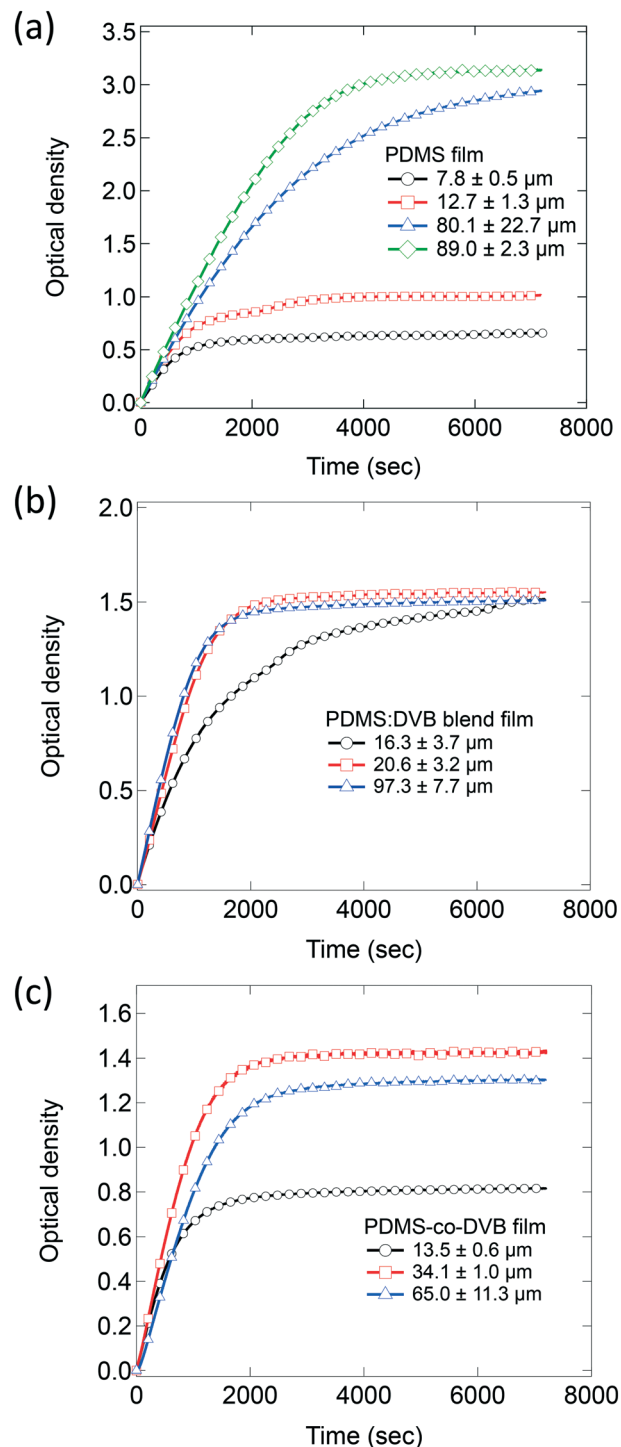 (a)
3.5
3.0
2.5
2.0
1.5
1.0
0.5
0.0
Optical density
PDMS film
7.8 ± 0.5 µm
12.7 ± 1.3 µm
80.1 ± 22.7 µm
89.0 ± 2.3 µm
0 2000 4000 6000 8000
Time (sec)
(b)
2.0
1.5
1.0
0.5
0.0
Optical density
PDMS:DVB blend film
16.3 ± 3.7 µm
20.6 ± 3.2 µm
97.3 ± 7.7 µm
0 2000 4000 6000 8000
Time (sec)
(c)
1.6
1.4
1.2
1.0
0.8
0.6
0.4
0.2
0.0
Optical density
PDMS-co-DVB film
13.5 ± 0.6 µm
34.1 ± 1.0 µm
65.0 ± 11.3 µm
0 2000 4000 6000 8000
Time (sec)